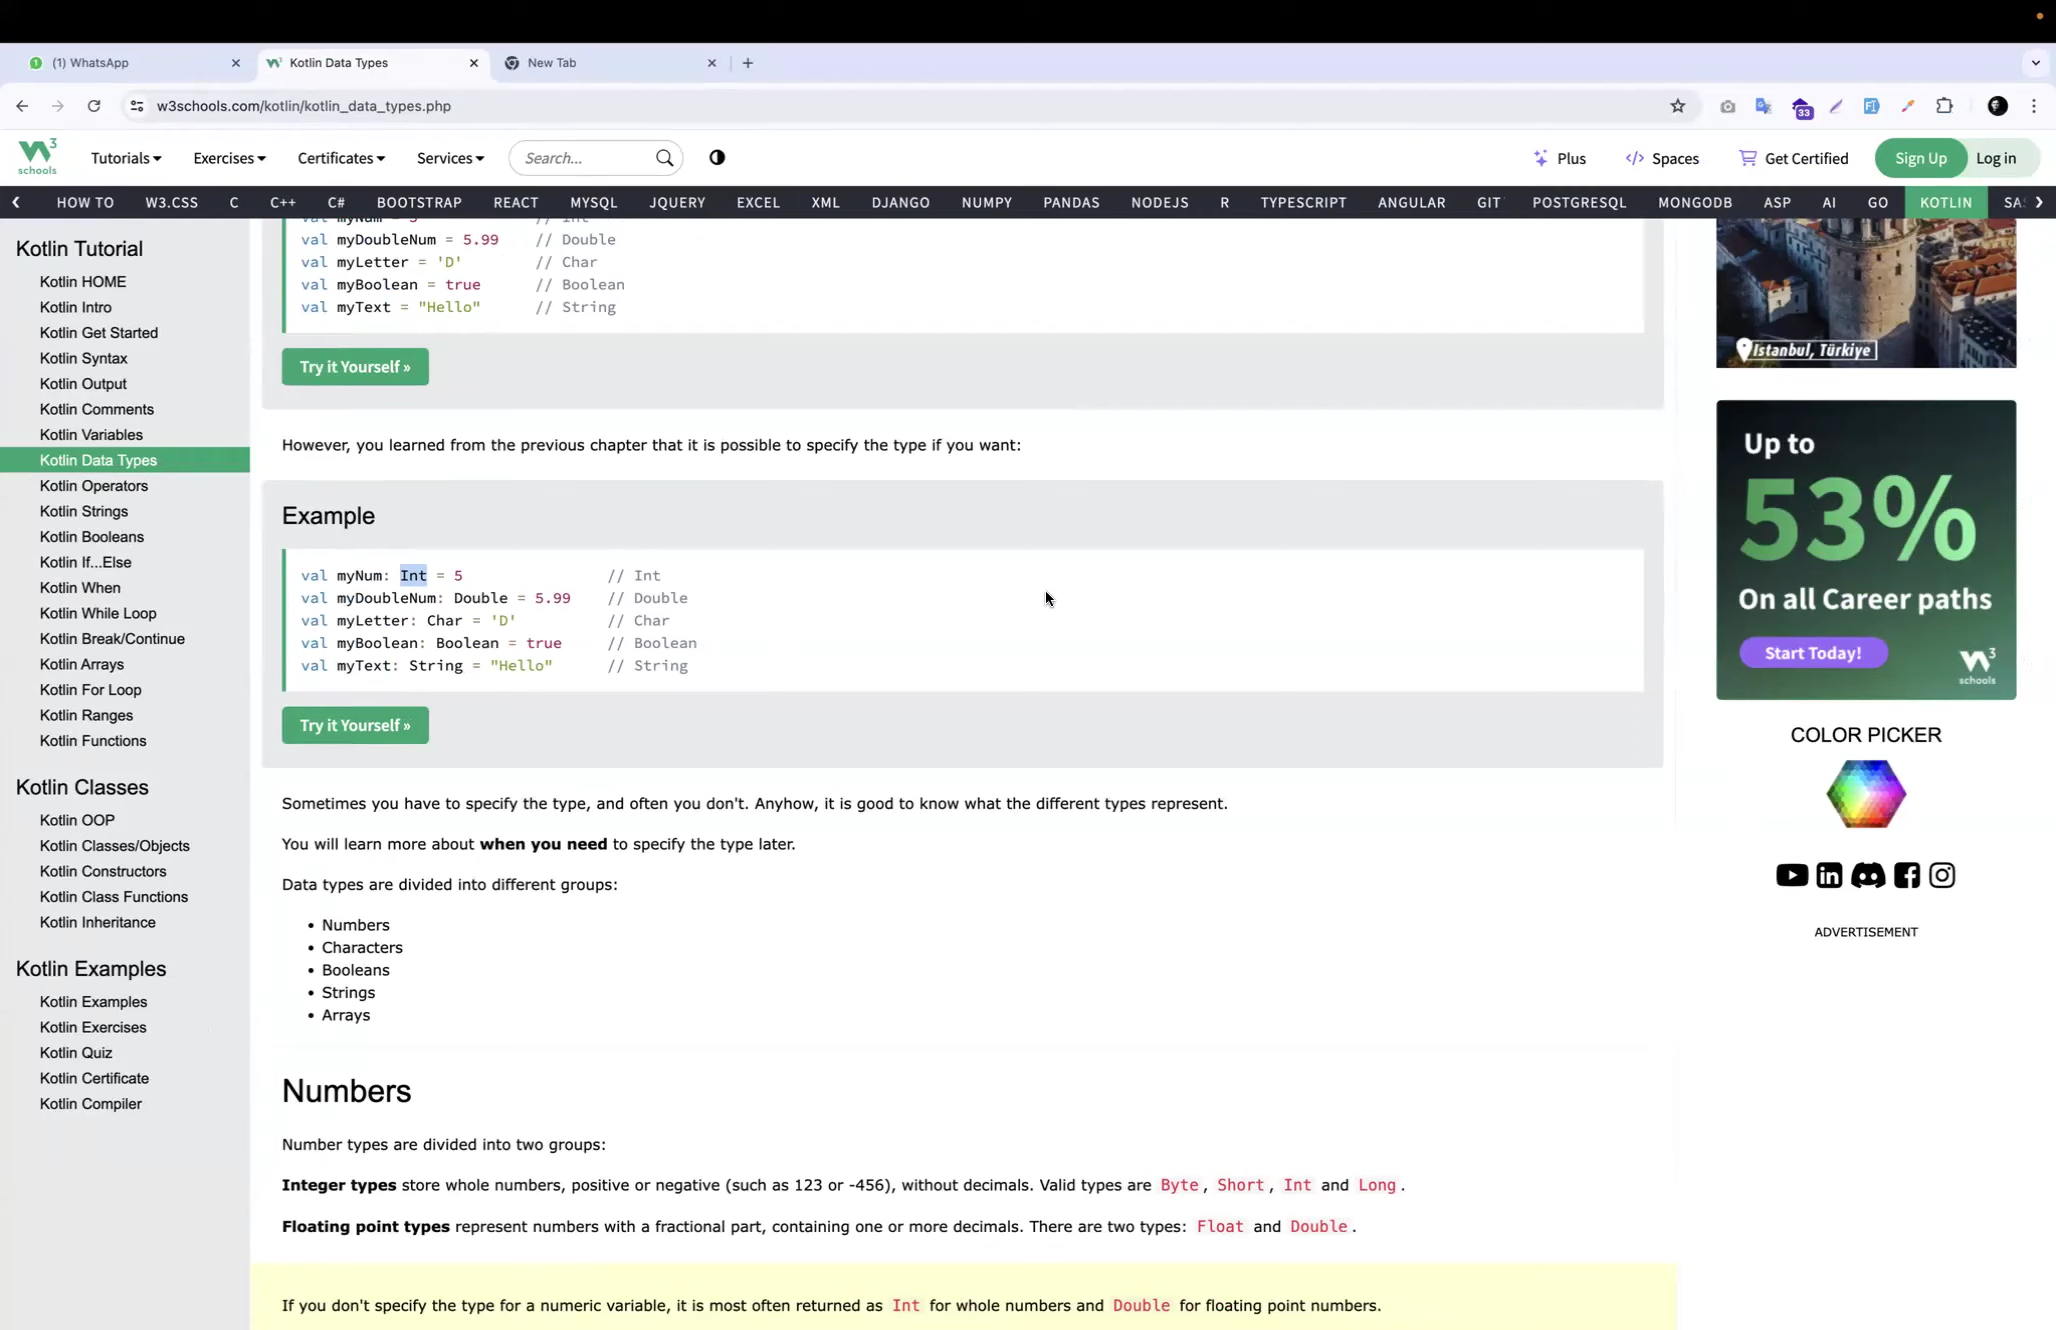 (1) WhatsApp
Kotlin Data Types
New Tab
w3schools.com/kotlin/kotlin_data_types.php
33
3
schools
Tutorials
Exercises
Certificates
Services
Search...
Plus
Spaces
Get Certified
Sign Up
Log in
HOW TO
W3.CSS
C
C++
C#
BOOTSTRAP
REACT
MYSQL
JQUERY
EXCEL
XML
DJANGO
NUMPY
PANDAS
NODEJS
R
TYPESCRIPT
ANGULAR
GIT
POSTGRESQL
MONGODB
ASP
AI
GO
KOTLIN
Kotlin Tutorial
Kotlin HOME
Kotlin Intro
Kotlin Get Started
Kotlin Syntax
Kotlin Output
Kotlin Comments
Kotlin Variables
Kotlin Data Types
Kotlin Operators
Kotlin Strings
Kotlin Booleans
Kotlin If...Else
Kotlin When
Kotlin While Loop
Kotlin Break/Continue
Kotlin Arrays
Kotlin For Loop
Kotlin Ranges
Kotlin Functions
Kotlin Classes
Kotlin OOP
Kotlin Classes/Objects
Kotlin Constructors
Kotlin Class Functions
Kotlin Inheritance
Kotlin Examples
Kotlin Examples
Kotlin Exercises
Kotlin Quiz
Kotlin Certificate
Kotlin Compiler
val myNum = 5 // Int
val myDoubleNum = 5.99 // Double
val myLetter = 'D' // Char
val myBoolean = true // Boolean
val myText = "Hello" // String
Try it Yourself »
However, you learned from the previous chapter that it is possible to specify the type if you want:
Example
val myNum: Int = 5 // Int
val myDoubleNum: Double = 5.99 // Double
val myLetter: Char = 'D' // Char
val myBoolean: Boolean = true // Boolean
val myText: String = "Hello" // String
Try it Yourself »
Sometimes you have to specify the type, and often you don't. Anyhow, it is good to know what the different types represent.
You will learn more about when you need to specify the type later.
Data types are divided into different groups:
• Numbers
• Characters
• Booleans
• Strings
• Arrays
Numbers
Number types are divided into two groups:
Integer types store whole numbers, positive or negative (such as 123 or -456), without decimals. Valid types are Byte, Short, Int and Long.
Floating point types represent numbers with a fractional part, containing one or more decimals. There are two types: Float and Double.
If you don't specify the type for a numeric variable, it is most often returned as Int for whole numbers and Double for floating point numbers.
Istanbul, Türkiye
Up to
53%
On all Career paths
Start Today!
3
schools
COLOR PICKER
ADVERTISEMENT